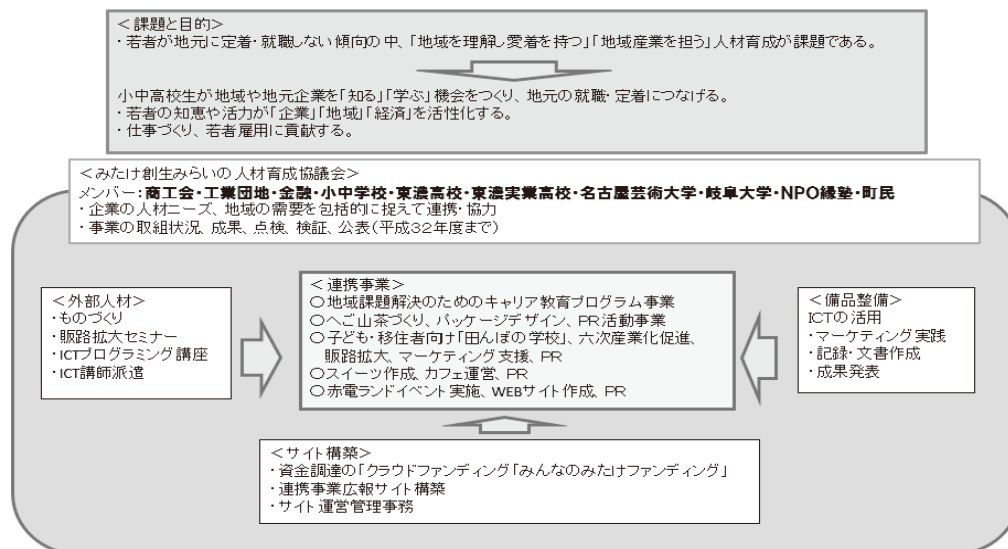 ＜課題と目的＞
・若者が地元に定着・就職しない傾向の中、「地域を理解し愛着を持つ」「地域産業を担う」人材育成が課題である。
小中高校生が地域や地元企業を「知る」「学ぶ」機会をつくり、地元の就職・定着につなげる。
・若者の知恵や活力が「企業」「地域」「経済」を活性化する。
・仕事づくり、若者雇用に貢献する。
＜みたけ創生みらいの人材育成協議会＞
メンバー：商工会・工業団地・金融・小中学校・東濃高校・東濃実業高校・名古屋芸術大学・岐阜大学・NPO縁塾・町民
・企業の人材ニーズ、地域の需要を包括的に捉えて連携・協力
・事業の取組状況、成果、点検、検証、公表（平成３２年度まで）
＜外部人材＞
・ものづくり
・販路拡大セミナー
・ICTプログラミング講座
・ICT講師派遣
＜連携事業＞
○地域課題解決のためのキャリア教育プログラム事業
○へご山茶づくり、パッケージデザイン、PR活動事業
○子ども・移住者向け「田んぼの学校」、六次産業化促進、
販路拡大、マーケティング支援、PR
○スイーツ作成、カフェ運営、PR
○赤電ランドイベント実施、WEBサイト作成、PR
＜備品整備＞
ICTの活用
・マーケティング実践
・記録・文書作成
・成果発表
＜サイト構築＞
・資金調達の「クラウドファンディング「みんなのみたけファンディング」
・連携事業広報サイト構築
・サイト運営管理事務